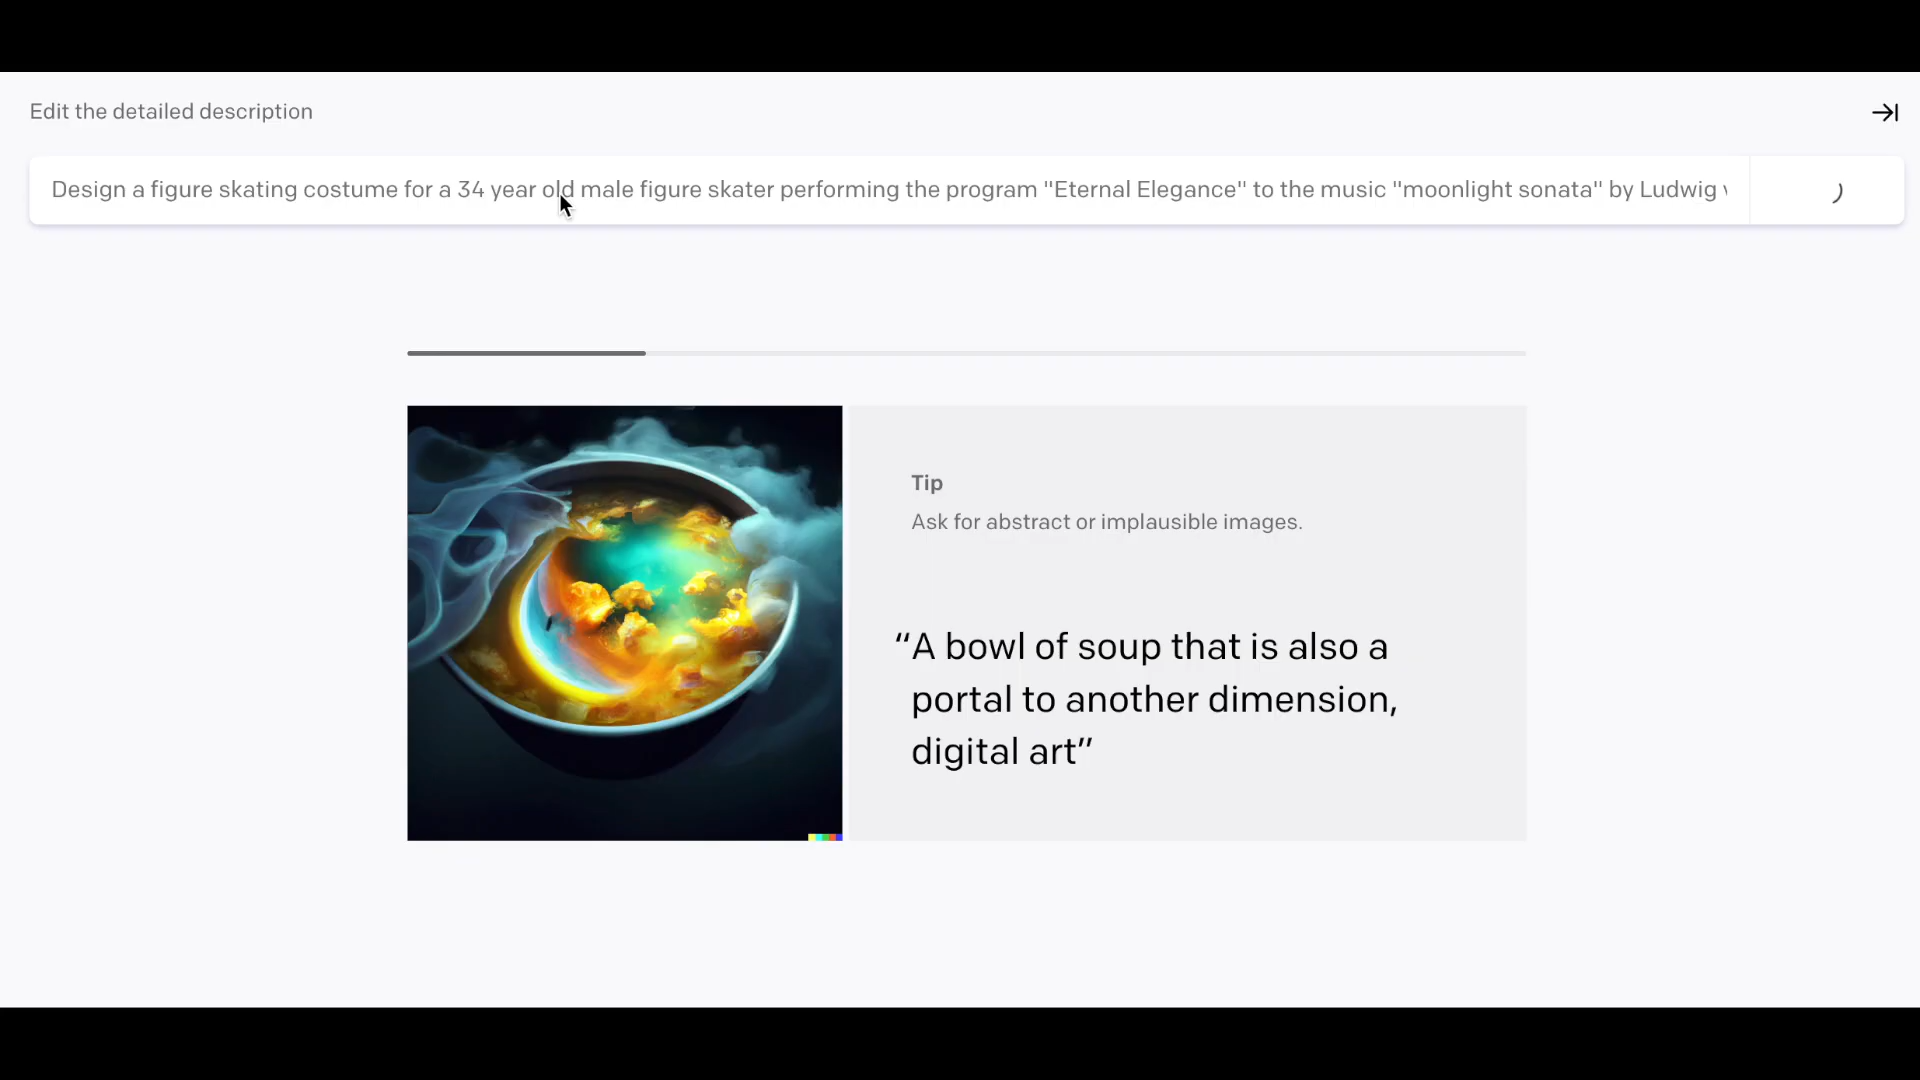 Edit the detailed description
Design a figure skating costume for a 34 year old male figure skater performing the program "Eternal Elegance" to the music "moonlight sonata" by Ludwig
Tip
Ask for abstract or implausible images.
“A bowl of soup that is also a
portal to another dimension,
digital art”